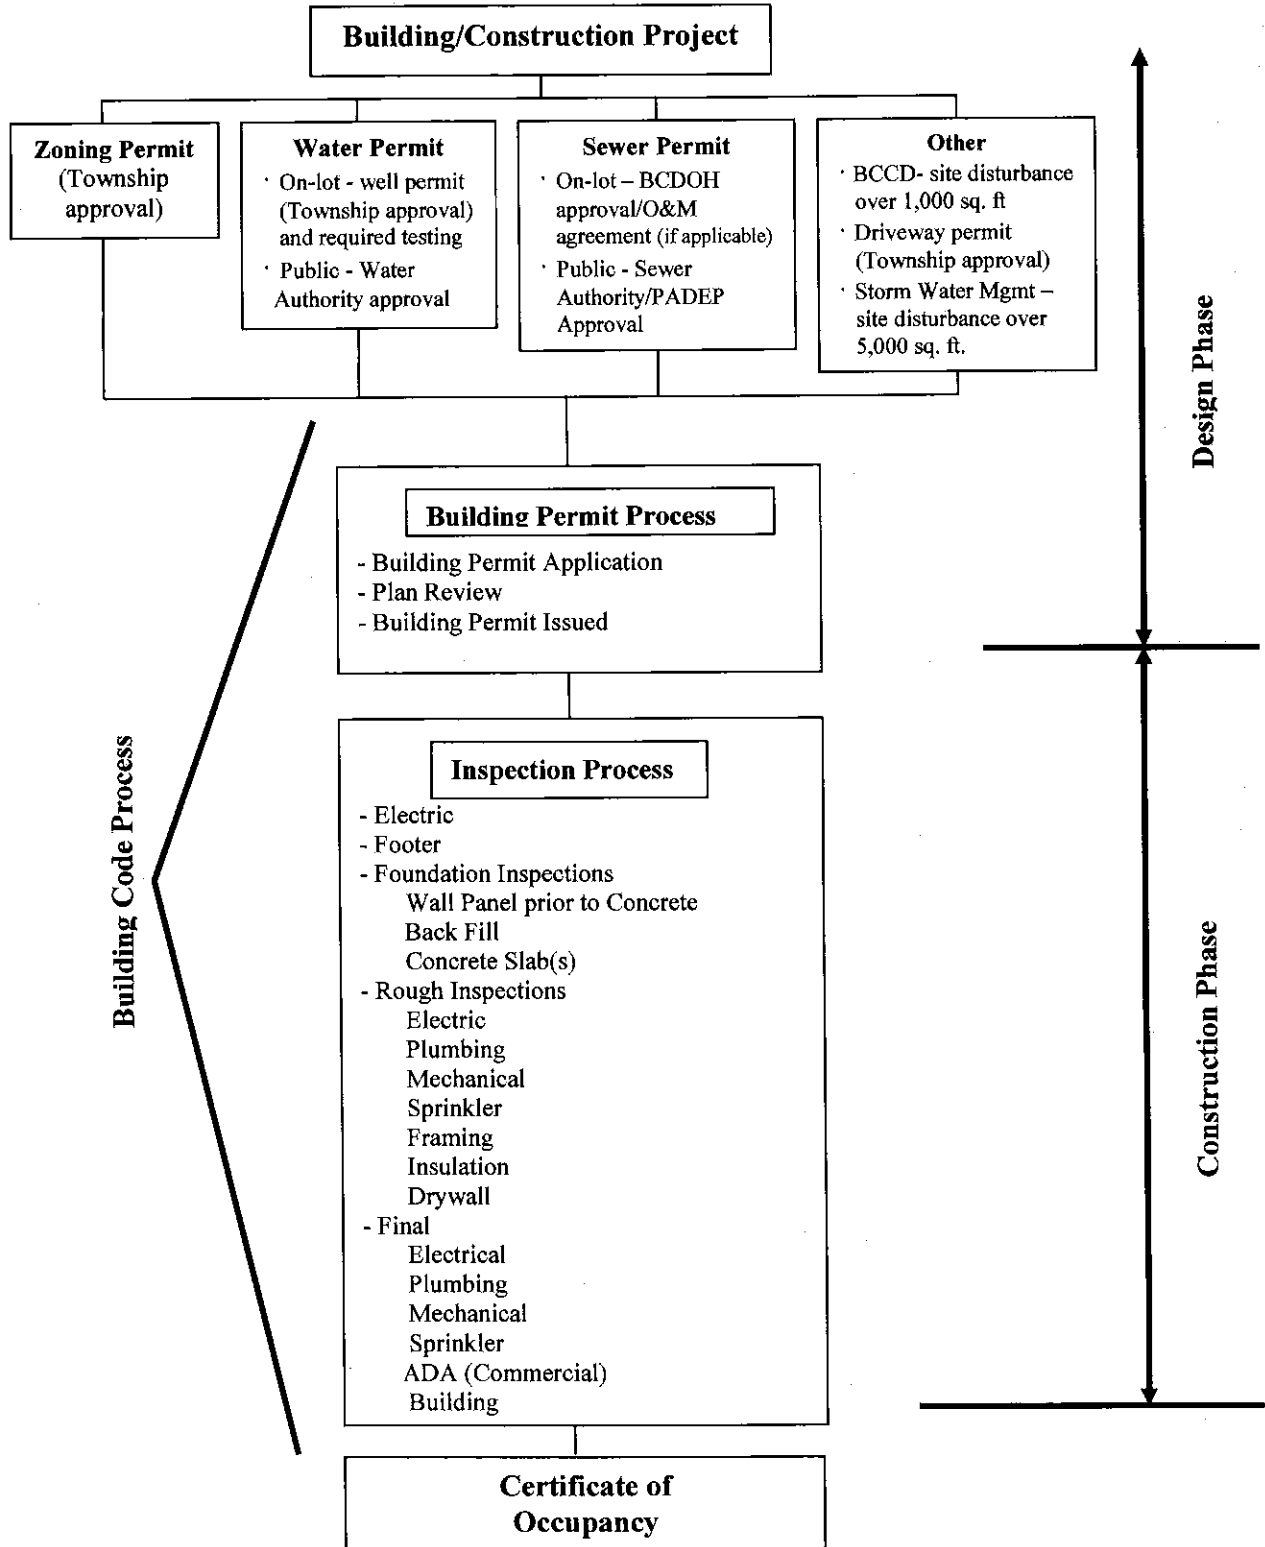 Building/Construction Project
Zoning Permit
(Township
approval)
Water Permit
· On-lot - well permit
(Township approval)
and required testing
· Public - Water
Authority approval
Sewer Permit
· On-lot – BCDOH
approval/O&M
agreement (if applicable)
· Public - Sewer
Authority/PADEP
Approval
Other
· BCCD- site disturbance
over 1,000 sq. ft
· Driveway permit
(Township approval)
· Storm Water Mgmt –
site disturbance over
5,000 sq. ft.
Design Phase
Building Permit Process
- Building Permit Application
- Plan Review
- Building Permit Issued
Building Code Process
Inspection Process
- Electric
- Footer
- Foundation Inspections
Wall Panel prior to Concrete
Back Fill
Concrete Slab(s)
- Rough Inspections
Electric
Plumbing
Mechanical
Sprinkler
Framing
Insulation
Drywall
- Final
Electrical
Plumbing
Mechanical
Sprinkler
ADA (Commercial)
Building
Construction Phase
Certificate of
Occupancy